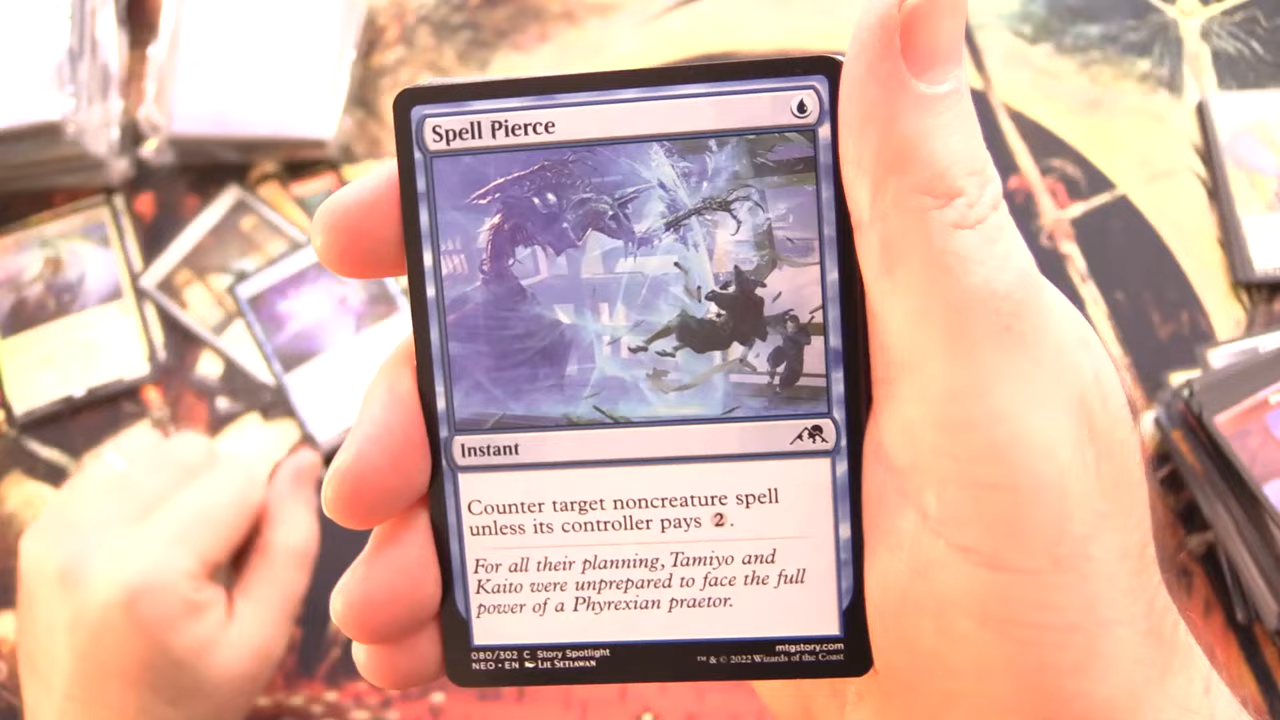 Spell Pierce
Instant
Counter target noncreature spell
unless its controller pays 2.
For all their planning, Tamiyo and
Kaito were unprepared to face the full
power of a Phyrexian praetor.
080/302 C Story Spotlight
NEO • EN Lie Setiawan
mtgstory.com
™ & © 2022 Wizards of the Coast